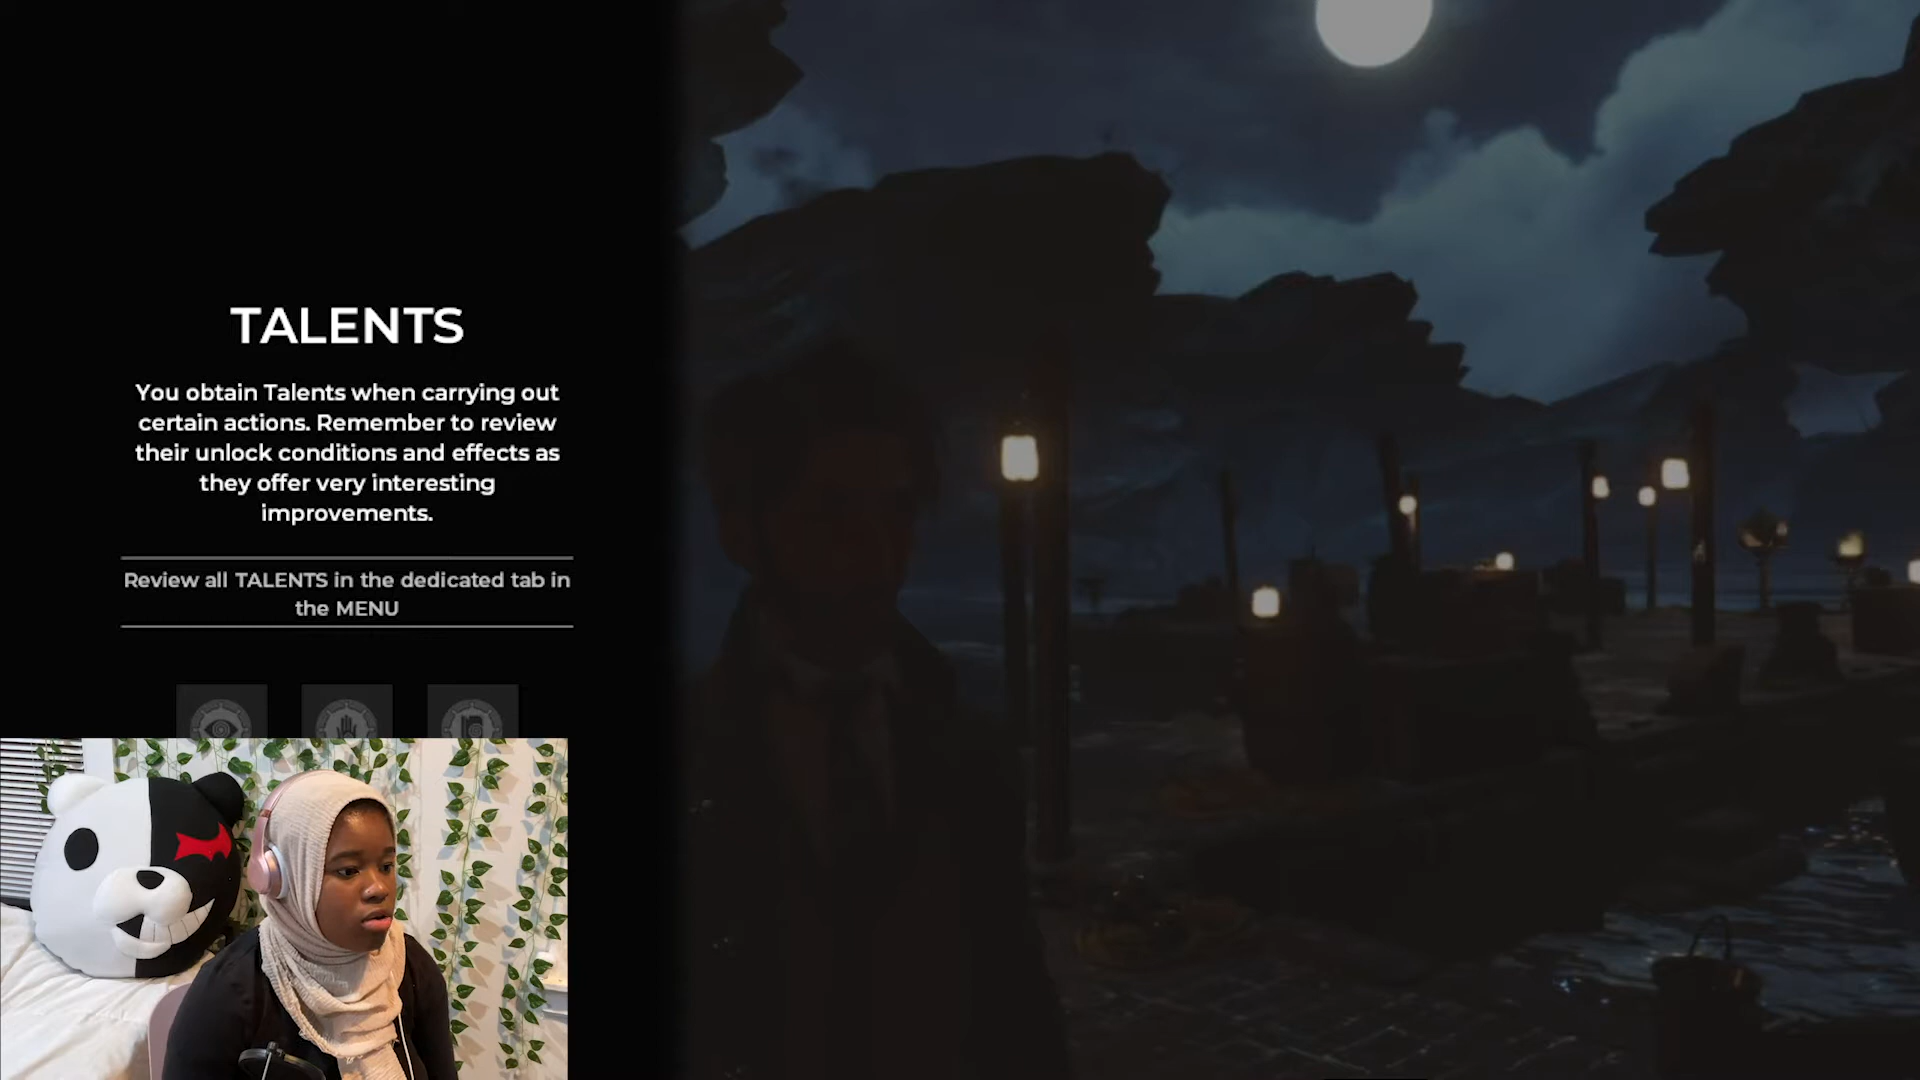 TALENTS
You obtain Talents when carrying out
certain actions. Remember to review
their unlock conditions and effects as
they offer very interesting
improvements.
Review all TALENTS in the dedicated tab in
the MENU